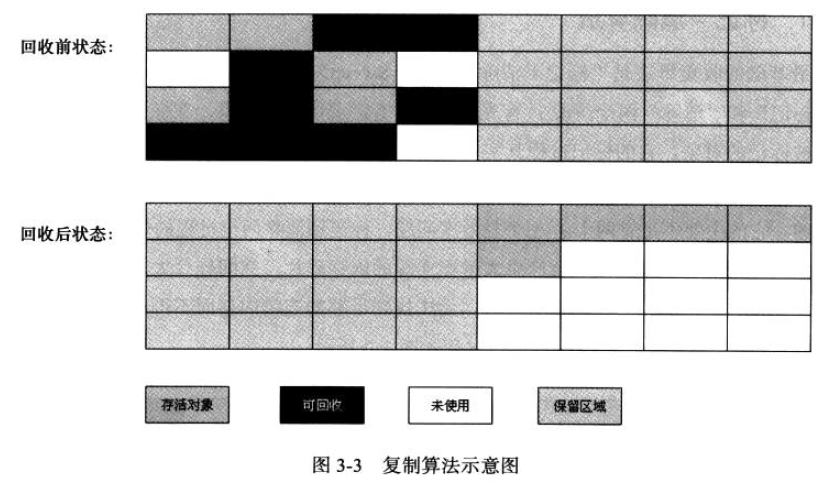 回收前状态：
回收后状态：
存活对象
可回收
未使用
保留区域
图 3-3 复制算法示意图